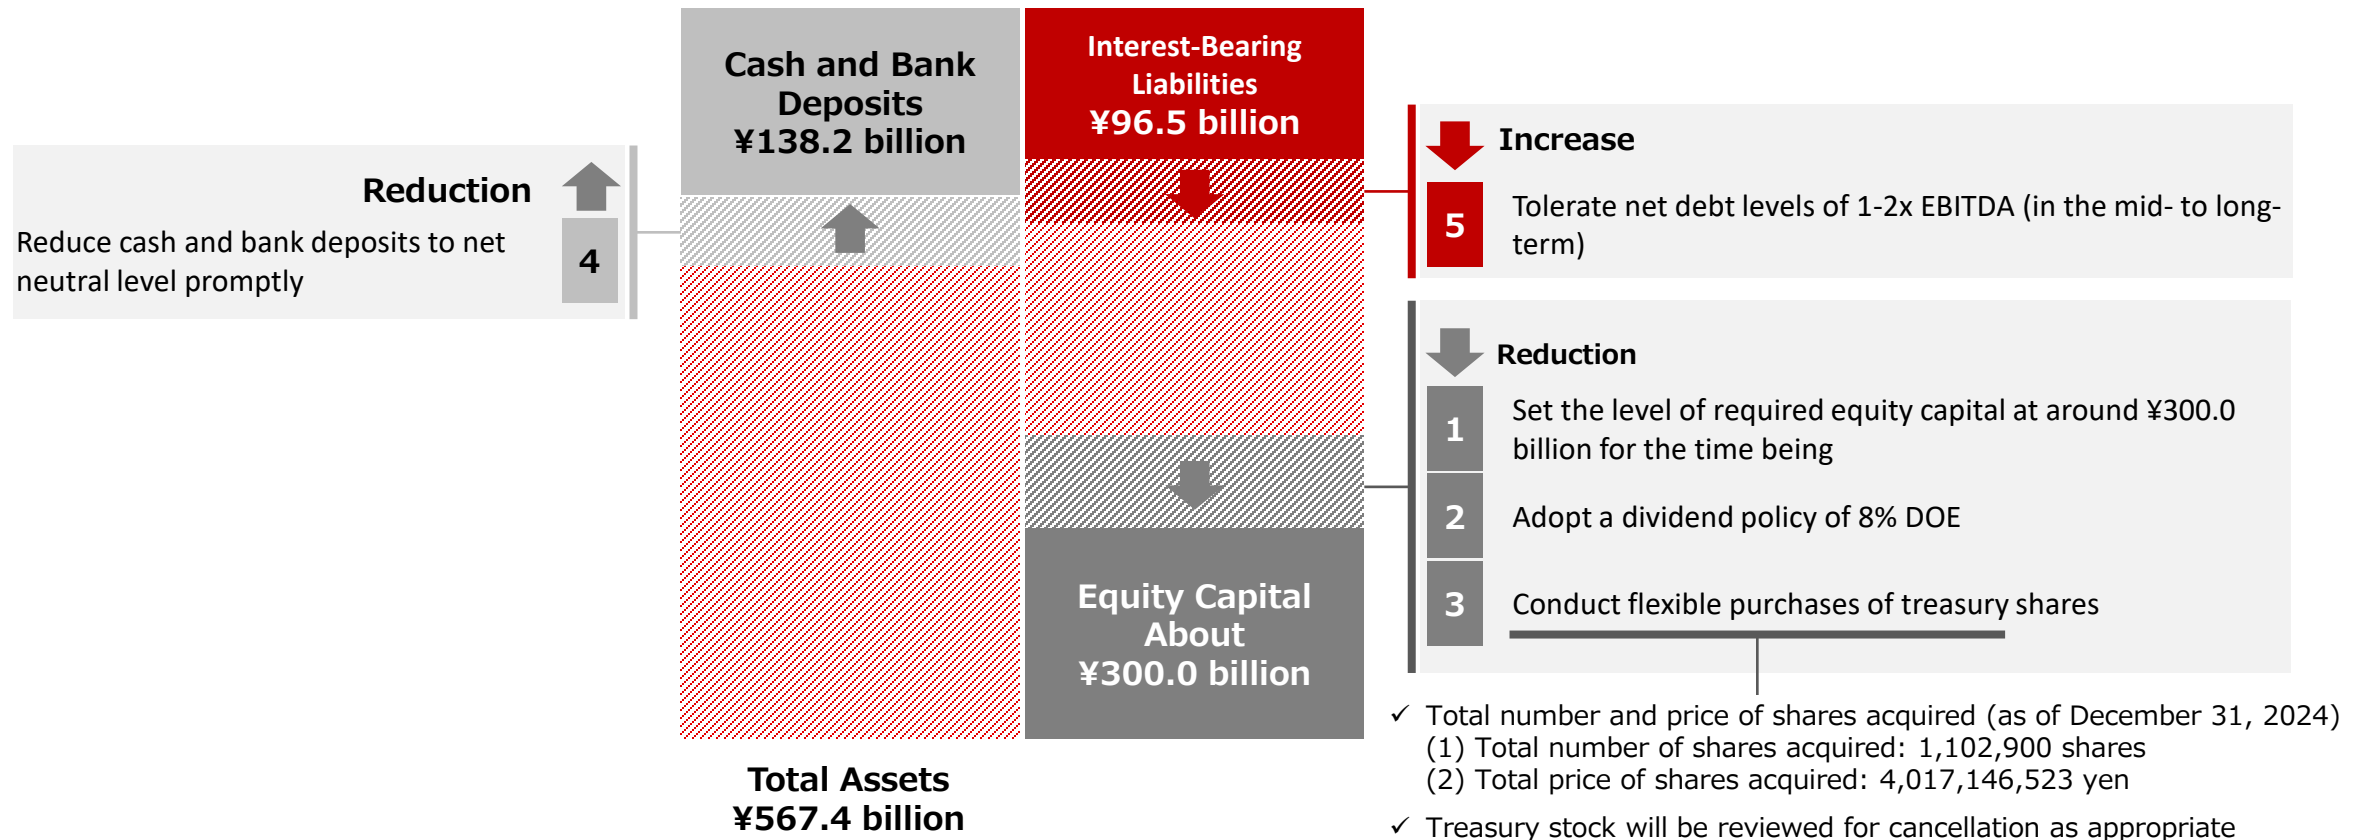 Cash and Bank
Deposits
¥138.2 billion
Interest-Bearing
Liabilities
¥96.5 billion
Reduction
4
Reduce cash and bank deposits to net
neutral level promptly
Increase
5
Tolerate net debt levels of 1-2x EBITDA (in the mid- to long-
term)
Reduction
1
Set the level of required equity capital at around ¥300.0
billion for the time being
2
Adopt a dividend policy of 8% DOE
3
Conduct flexible purchases of treasury shares
Equity Capital
About
¥300.0 billion
Total Assets
¥567.4 billion
✓ Total number and price of shares acquired (as of December 31, 2024)
(1) Total number of shares acquired: 1,102,900 shares
(2) Total price of shares acquired: 4,017,146,523 yen
✓ Treasury stock will be reviewed for cancellation as appropriate